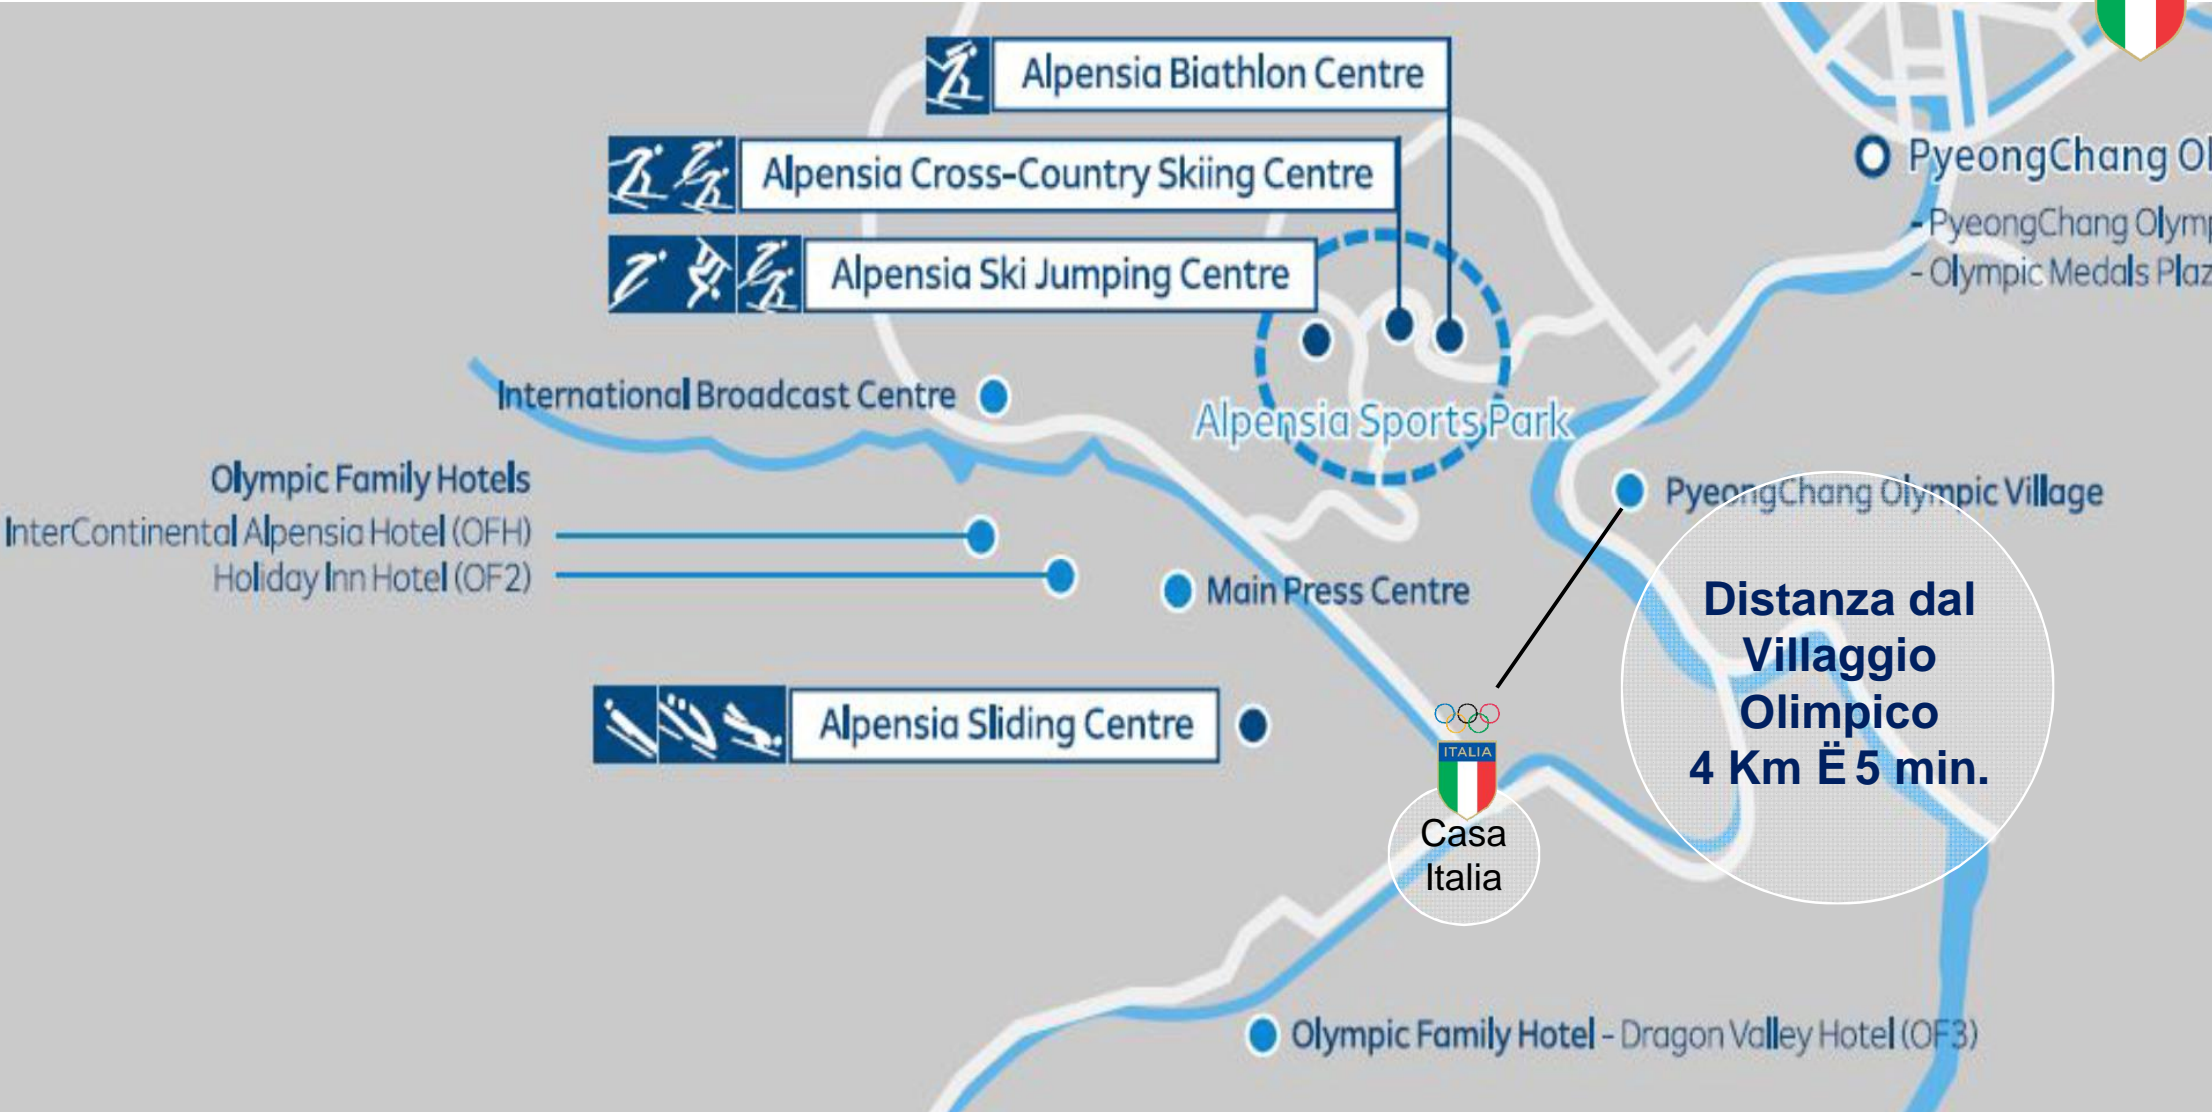 Alpensia Biathlon Centre
Alpensia Cross-Country Skiing Centre
Alpensia Ski Jumping Centre
PyeongChang Ol
- PyeongChang Olymp
- Olympic Medals Plaz
International Broadcast Centre
Alpensia Sports Park
Olympic Family Hotels
InterContinental Alpensia Hotel (OFH)
Holiday Inn Hotel (OF2)
PyeongChang Olympic Village
Main Press Centre
Distanza dal
Villaggio
Olimpico
4 Km Ë 5 min.
Alpensia Sliding Centre
ITALIA
Casa
Italia
Olympic Family Hotel - Dragon Valley Hotel (OF3)